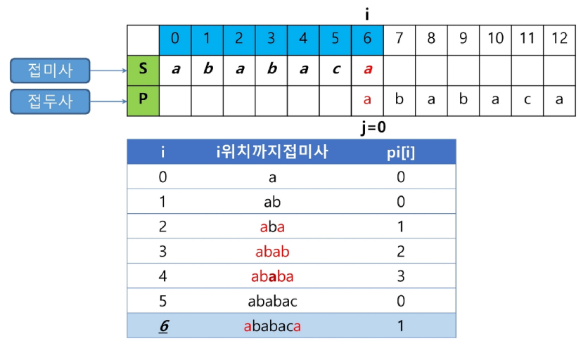 i
0 1 2 3 4 5 6 7 8 9 10 11 12
접미사 S a b a b a c a
접두사 P a b a b a c a
j=0
i i위치까지접미사 pi[i]
0 a 0
1 ab 0
2 aba 1
3 abab 2
4 ababa 3
5 ababac 0
6 ababaca 1